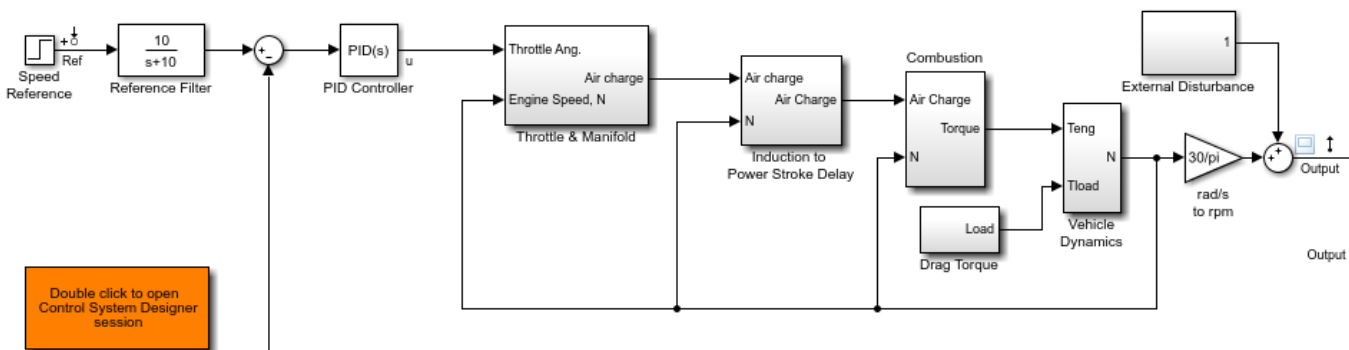 Speed
Reference
Ref
10
s+10
Reference Filter
+
-
PID(s)
u
PID Controller
Throttle Ang.
Air charge
Engine Speed, N
Throttle & Manifold
Air charge
Air Charge
N
Induction to
Power Stroke Delay
Combustion
Air Charge
Torque
N
Load
Drag Torque
Teng
N
Tload
Vehicle
Dynamics
30/pi
rad/s
to rpm
1
External Disturbance
+
+
Output
Output
Double click to open
Control System Designer
session